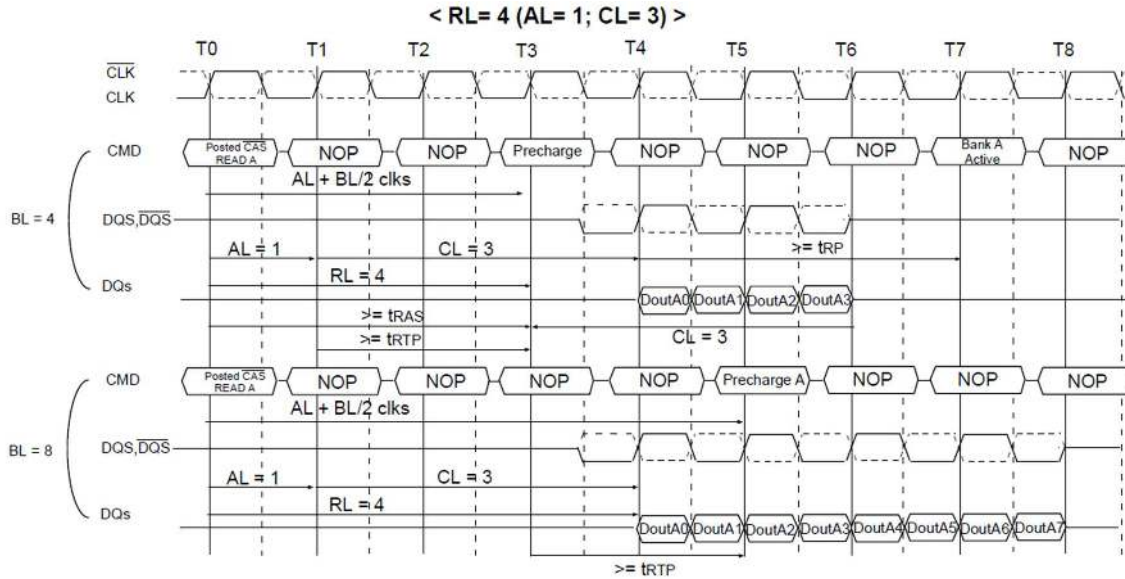 < RL= 4 (AL= 1; CL= 3) >
T0 T1 T2 T3 T4 T5 T6 T7 T8
CLK
CLK
CMD Posted CAS READ A NOP NOP Precharge NOP NOP NOP Bank A Active NOP
AL + BL/2 clks
BL = 4 DQS,DQS
AL = 1 CL = 3 >= tRP
RL = 4
DQs DoutA0 DoutA1 DoutA2 DoutA3
>= tRAS CL = 3
>= tRTP
CMD Posted CAS READ A NOP NOP NOP NOP Precharge A NOP NOP NOP
AL + BL/2 clks
BL = 8 DQS,DQS
AL = 1 CL = 3
RL = 4
DQs DoutA0 DoutA1 DoutA2 DoutA3 DoutA4 DoutA5 DoutA6 DoutA7
>= tRTP